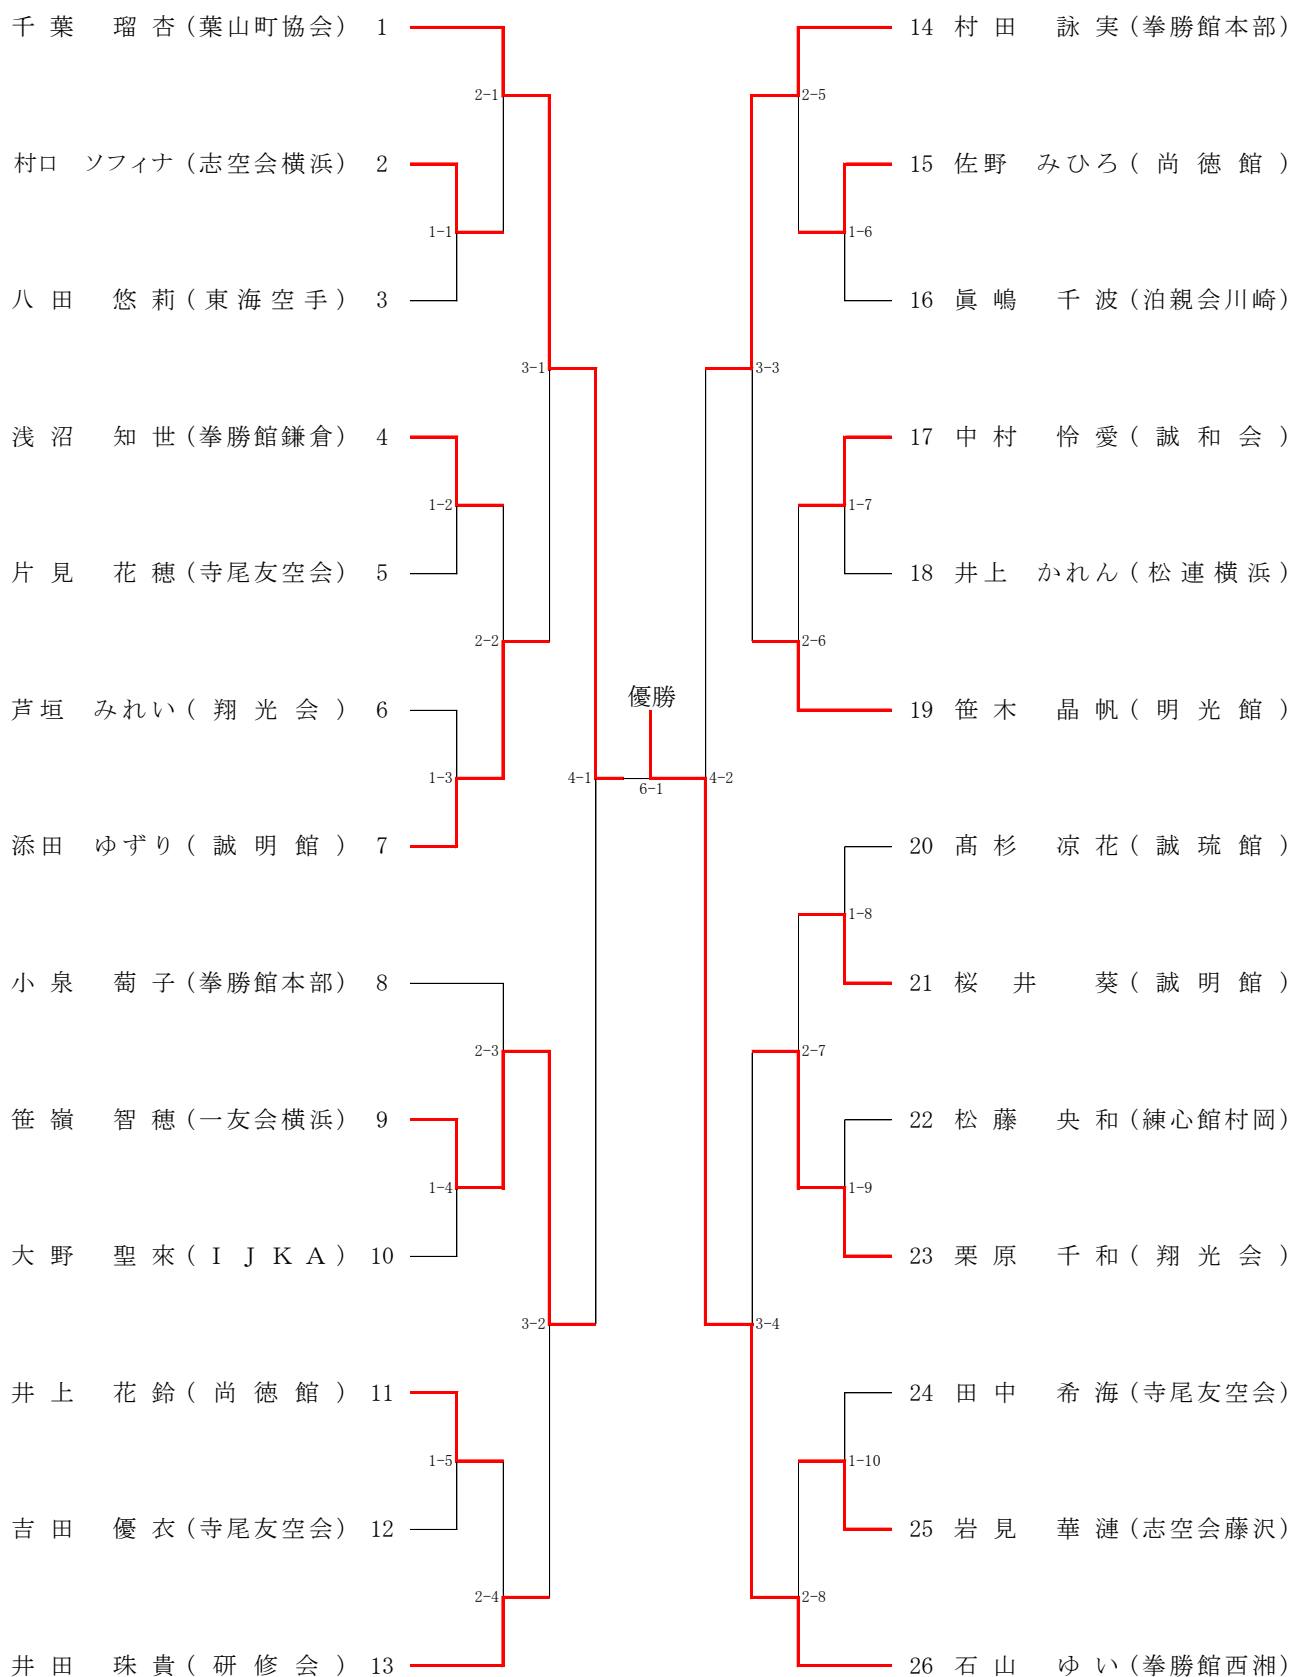 千葉 瑠杏 (葉山町協会) 1
村口 ソフィナ (志空会横浜) 2
八田 悠莉 (東海空手) 3
浅沼 知世 (拳勝館鎌倉) 4
片見 花穂 (寺尾友空会) 5
芦垣 みれい (翔光会) 6
添田 ゆずり (誠明館) 7
小泉 萄子 (拳勝館本部) 8
笹嶺 智穂 (一友会横浜) 9
大野 聖來 (IJKA) 10
井上 花鈴 (尚徳館) 11
吉田 優衣 (寺尾友空会) 12
井田 珠貴 (研修会) 13
2-1
1-1
3-1
1-2
2-2
1-3
4-1
2-3
1-4
3-2
1-5
2-4
優勝
6-1
2-5
1-6
3-3
1-7
2-6
4-2
1-8
2-7
1-9
3-4
1-10
2-8
14 村田 詠実 (拳勝館本部)
15 佐野 みひろ (尚徳館)
16 眞嶋 千波 (泊親会川崎)
17 中村 怜愛 (誠和会)
18 井上 かれん (松連横浜)
19 笹木 晶帆 (明光館)
20 髙杉 凉花 (誠琉館)
21 桜井 葵 (誠明館)
22 松藤 央和 (練心館村岡)
23 栗原 千和 (翔光会)
24 田中 希海 (寺尾友空会)
25 岩見 華漣 (志空会藤沢)
26 石山 ゆい (拳勝館西湘)